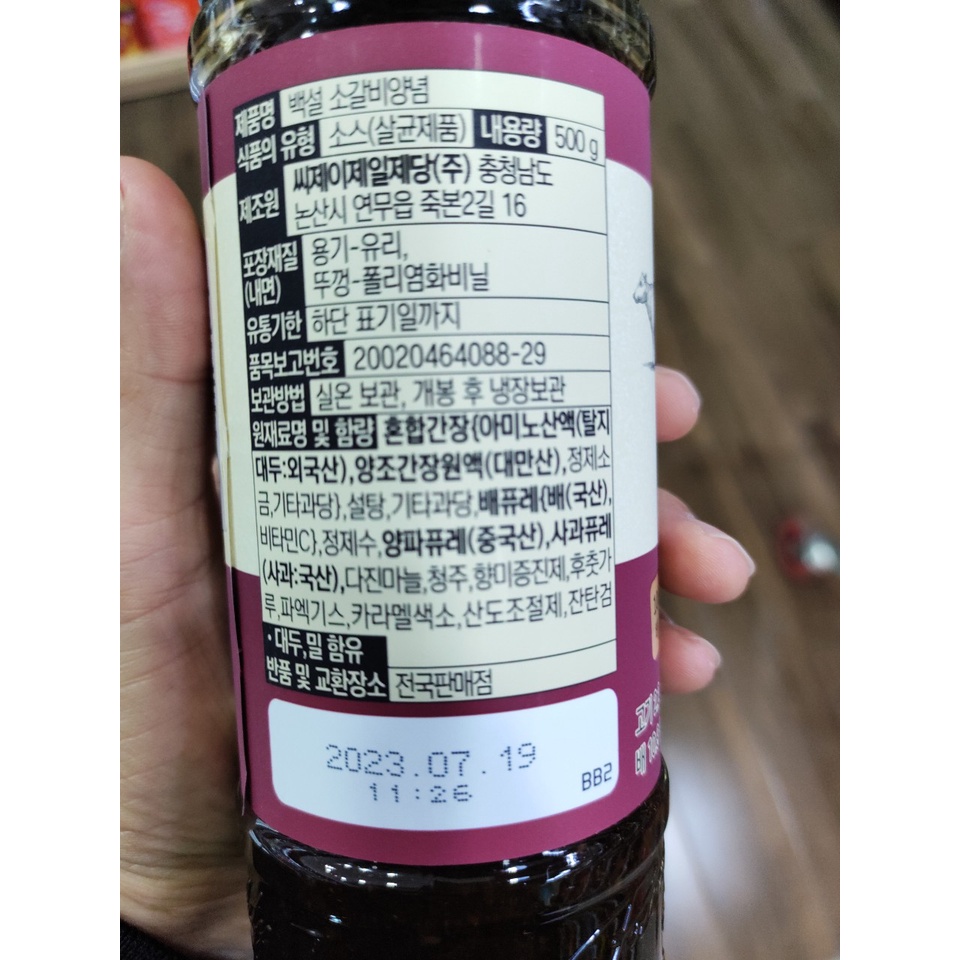 제품명 백설 소갈비양념
식품의 유형 소스(살균제품) 내용량 500 g
제조원 씨제이제일제당(주) 충청남도
논산시 연무읍 죽본2길 16
포장재질 용기-유리,
(내면) 뚜껑-폴리염화비닐
유통기한 하단 표기일까지
품목보고번호 20020464088-29
보관방법 실온 보관, 개봉 후 냉장보관
원재료명 및 함량 혼합간장{아미노산액(탈지
대두:외국산),양조간장원액(대만산),정제소
금,기타과당},설탕,기타과당,배퓨레{배(국산),
비타민C},정제수,양파퓨레(중국산),사과퓨레
(사과:국산),다진마늘,청주,향미증진제,후춧가
루,파엑기스,카라멜색소,산도조절제,잔탄검
· 대두,밀 함유
반품 및 교환장소 전국판매점
2023.07.19
11:26 BB2
고기
배